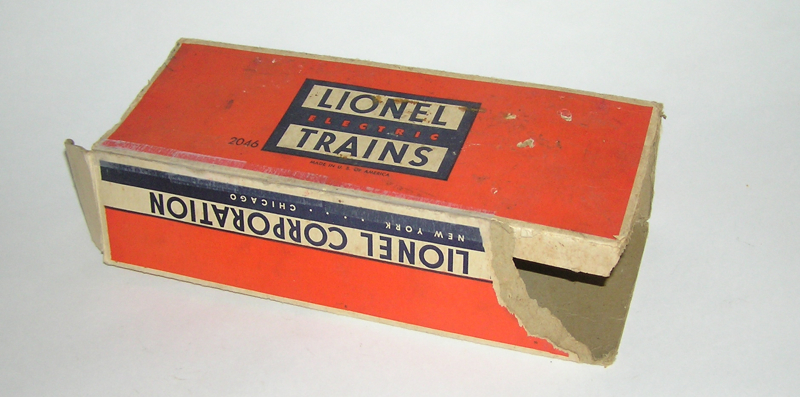 LIONEL
ELECTRIC
TRAINS
2046
MADE IN U. S. OF AMERICA
LIONEL CORPORATION
NEW YORK . . . . . CHICAGO